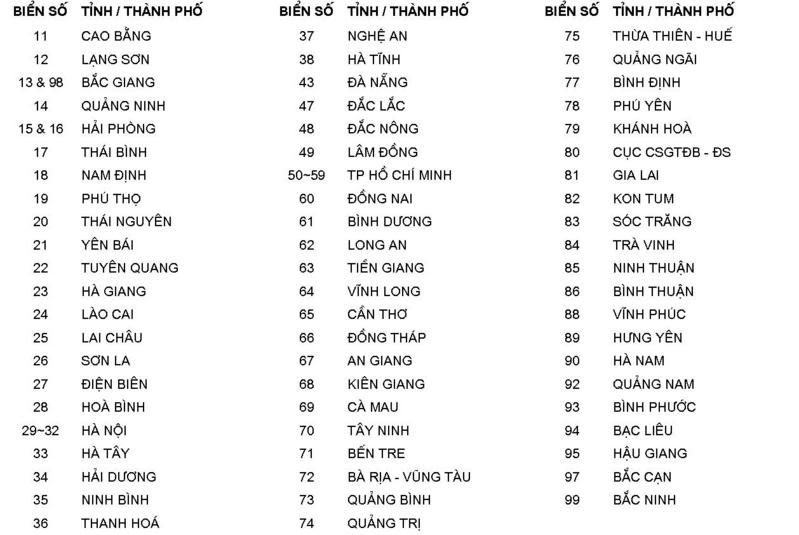 BIỂN SỐ TỈNH / THÀNH PHỐ
11 CAO BẰNG
12 LẠNG SƠN
13 & 98 BẮC GIANG
14 QUẢNG NINH
15 & 16 HẢI PHÒNG
17 THÁI BÌNH
18 NAM ĐỊNH
19 PHÚ THỌ
20 THÁI NGUYÊN
21 YÊN BÁI
22 TUYÊN QUANG
23 HÀ GIANG
24 LÀO CAI
25 LAI CHÂU
26 SƠN LA
27 ĐIỆN BIÊN
28 HOÀ BÌNH
29~32 HÀ NỘI
33 HÀ TÂY
34 HẢI DƯƠNG
35 NINH BÌNH
36 THANH HOÁ
BIỂN SỐ TỈNH / THÀNH PHỐ
37 NGHỆ AN
38 HÀ TĨNH
43 ĐÀ NẴNG
47 ĐẮC LẮC
48 ĐẮC NÔNG
49 LÂM ĐỒNG
50~59 TP HỒ CHÍ MINH
60 ĐỒNG NAI
61 BÌNH DƯƠNG
62 LONG AN
63 TIỀN GIANG
64 VĨNH LONG
65 CẦN THƠ
66 ĐỒNG THÁP
67 AN GIANG
68 KIÊN GIANG
69 CÀ MAU
70 TÂY NINH
71 BẾN TRE
72 BÀ RỊA - VŨNG TÀU
73 QUẢNG BÌNH
74 QUẢNG TRỊ
BIỂN SỐ TỈNH / THÀNH PHỐ
75 THỪA THIÊN - HUẾ
76 QUẢNG NGÃI
77 BÌNH ĐỊNH
78 PHÚ YÊN
79 KHÁNH HOÀ
80 CỤC CSGTĐB - ĐS
81 GIA LAI
82 KON TUM
83 SÓC TRĂNG
84 TRÀ VINH
85 NINH THUẬN
86 BÌNH THUẬN
88 VĨNH PHÚC
89 HƯNG YÊN
90 HÀ NAM
92 QUẢNG NAM
93 BÌNH PHƯỚC
94 BẠC LIÊU
95 HẬU GIANG
97 BẮC CẠN
99 BẮC NINH